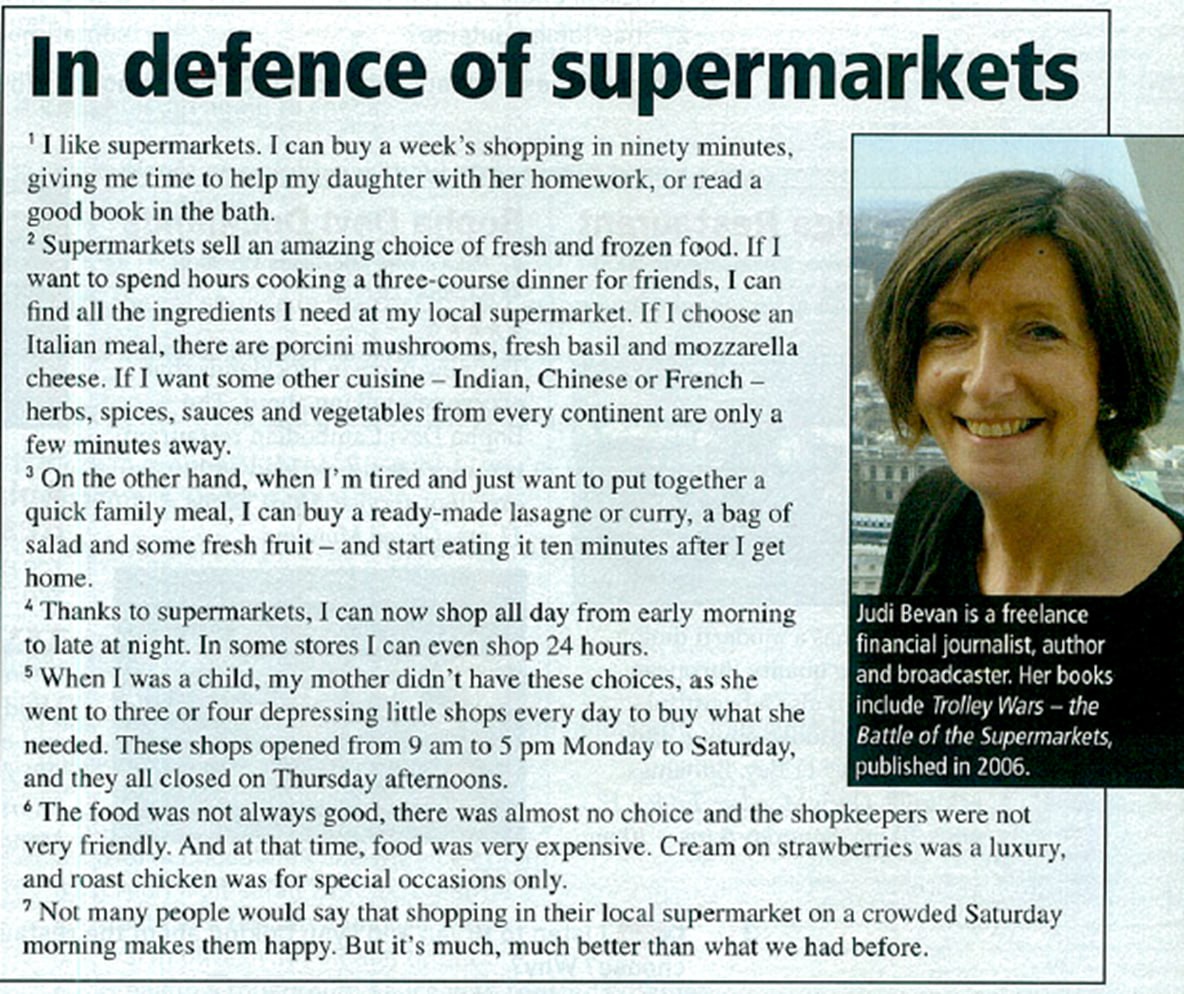 In defence of supermarkets
¹ I like supermarkets. I can buy a week's shopping in ninety minutes,
giving me time to help my daughter with her homework, or read a
good book in the bath.
² Supermarkets sell an amazing choice of fresh and frozen food. If I
want to spend hours cooking a three-course dinner for friends, I can
find all the ingredients I need at my local supermarket. If I choose an
Italian meal, there are porcini mushrooms, fresh basil and mozzarella
cheese. If I want some other cuisine – Indian, Chinese or French –
herbs, spices, sauces and vegetables from every continent are only a
few minutes away.
³ On the other hand, when I'm tired and just want to put together a
quick family meal, I can buy a ready-made lasagne or curry, a bag of
salad and some fresh fruit – and start eating it ten minutes after I get
home.
⁴ Thanks to supermarkets, I can now shop all day from early morning
to late at night. In some stores I can even shop 24 hours.
⁵ When I was a child, my mother didn't have these choices, as she
went to three or four depressing little shops every day to buy what she
needed. These shops opened from 9 am to 5 pm Monday to Saturday,
and they all closed on Thursday afternoons.
⁶ The food was not always good, there was almost no choice and the shopkeepers were not
very friendly. And at that time, food was very expensive. Cream on strawberries was a luxury,
and roast chicken was for special occasions only.
⁷ Not many people would say that shopping in their local supermarket on a crowded Saturday
morning makes them happy. But it's much, much better than what we had before.
Judi Bevan is a freelance
financial journalist, author
and broadcaster. Her books
include Trolley Wars – the
Battle of the Supermarkets,
published in 2006.